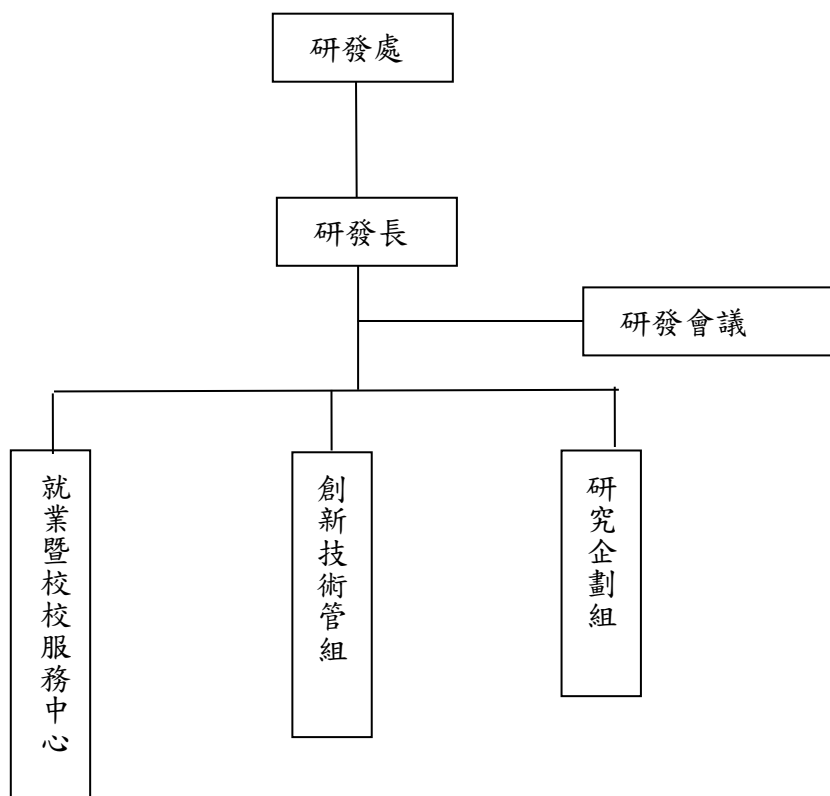 研發處
研發長
研發會議
就業暨校校服務中心
創新技術管組
研究企劃組